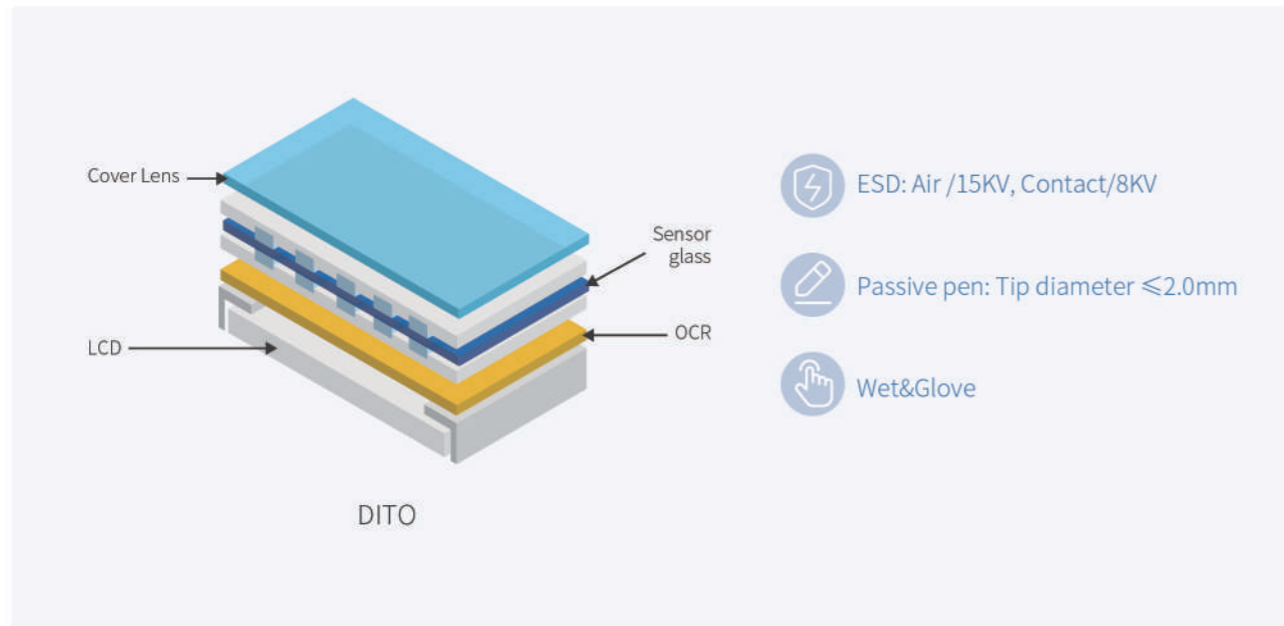 Cover Lens
Sensor
glass
OCR
LCD
DITO
ESD: Air /15KV, Contact/8KV
Passive pen: Tip diameter ⩽2.0mm
Wet&Glove